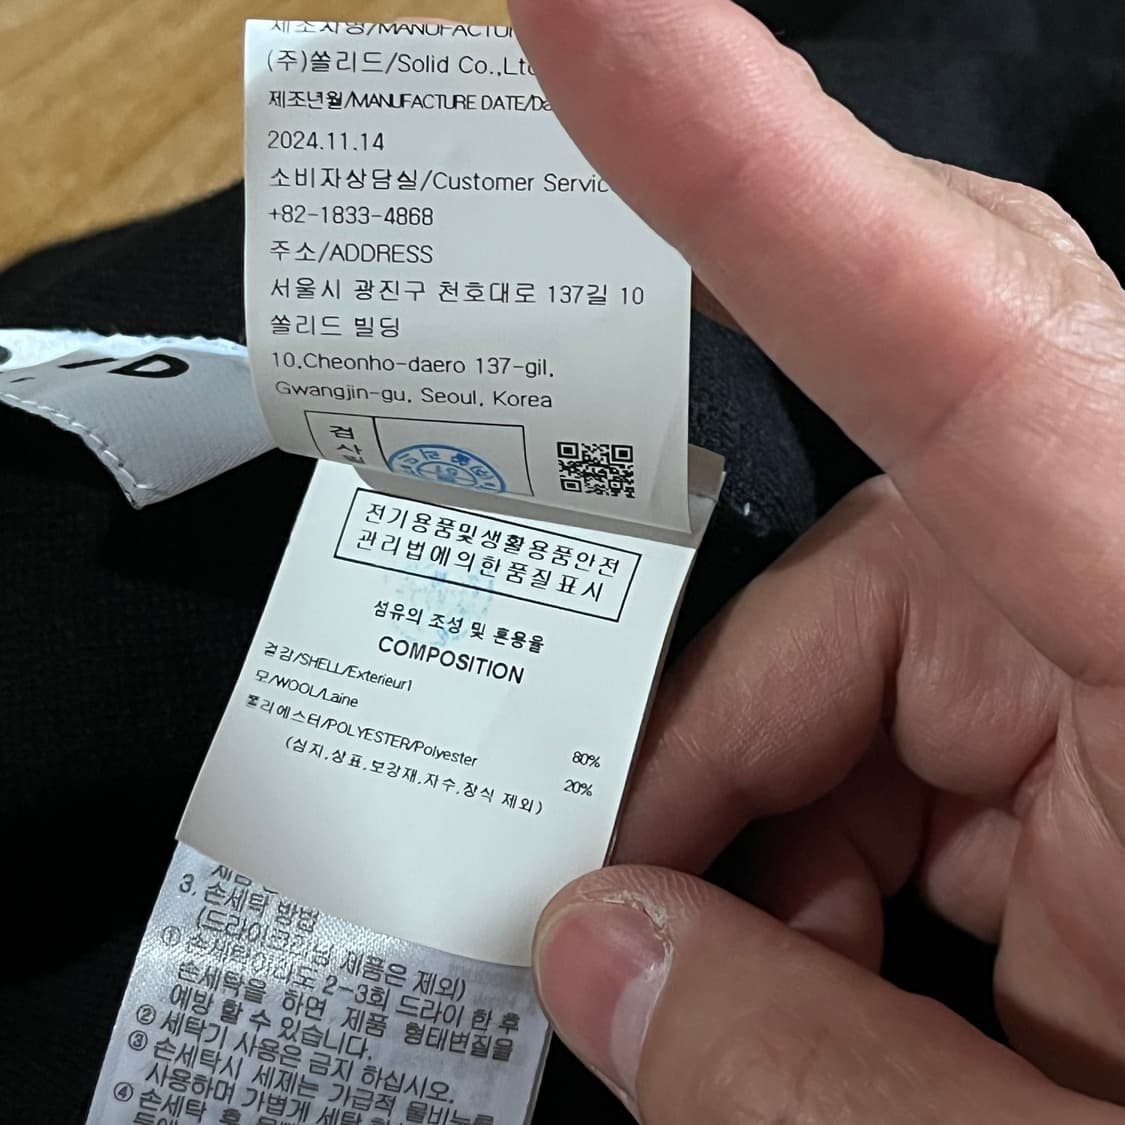 (주)쏠리드/Solid Co.,Ltd
제조년월/MANUFACTURE DATE/Da
2024.11.14
소비자상담실/Customer Servic
+82-1833-4868
주소/ADDRESS
서울시 광진구 천호대로 137길 10
쏠리드 빌딩
10,Cheonho-daero 137-gil,
Gwangjin-gu, Seoul, Korea
검사
전기용품및생활용품안전
관리법에의한품질표시
섬유의 조성 및 혼용율
COMPOSITION
겉감/SHELL/Exterieur1
모/WOOL/Laine 80%
폴리에스터/POLYESTER/Polyester 20%
(심지,상표,보강재,자수,장식 제외)
3. 손세탁 방법
(드라이크리닝 제품은 제외)
① 손세탁이라도 2-3회 드라이 한 후
손세탁을 하면 제품 형태변질을
예방 할 수 있습니다.
② 세탁기 사용은 금지 하십시오.
③ 손세탁시 세제는 가급적 물비누를
사용하며 가볍게 세탁
④ 손세탁 후